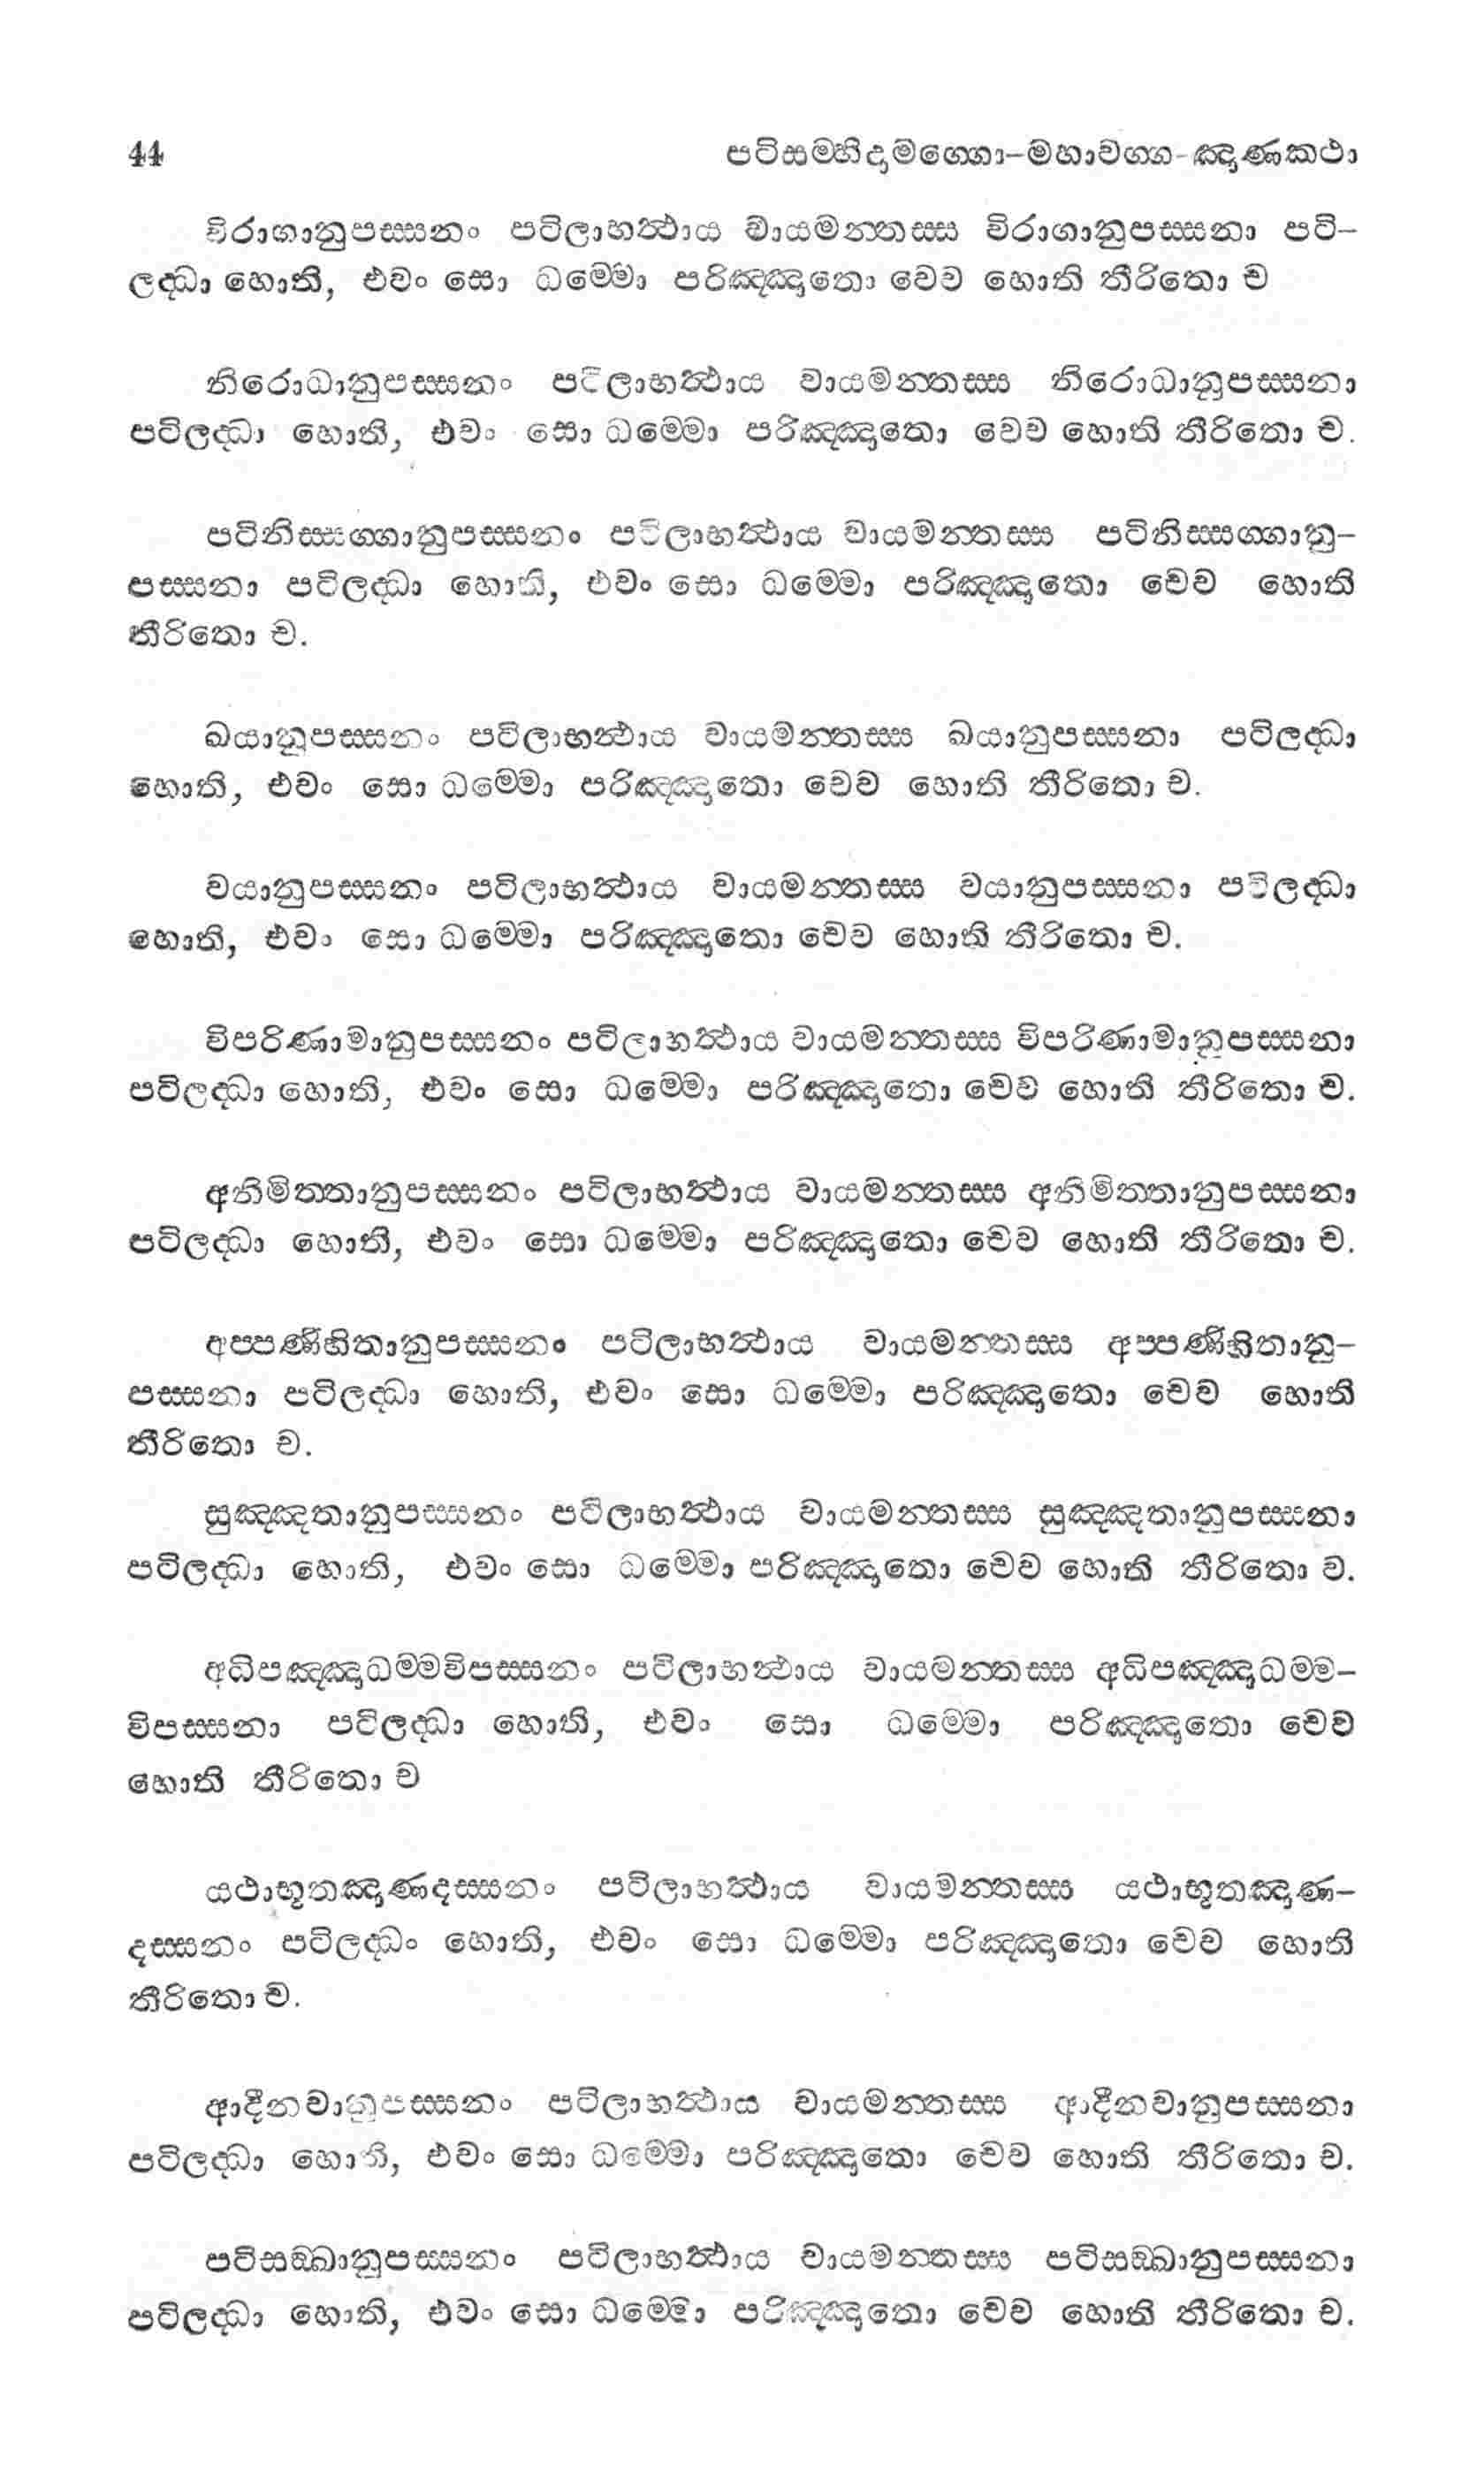 44 පටිසම්භිදාමග්ගො–මහාවග්ග-ඤාණකථා
විරාගානුපස්සනං පටිලාභත්ථාය වායමන්තස්ස විරාගානුපස්සනා පටි–
ලද්ධා හොති, එවං සො ධම්මො පරිඤ්ඤාතො චෙව හොති තීරිතො ච
නිරොධානුපස්සනං පටිලාභත්ථාය වායමන්තස්ස නිරොධානුපස්සනා
පටිලද්ධා හොති, එවං සො ධම්මො පරිඤ්ඤාතො චෙව හොති තීරිතො ච.
පටිනිස්සග්ගානුපස්සනං පටිලාභත්ථාය වායමන්තස්ස පටිනිස්සග්ගානු–
පස්සනා පටිලද්ධා හොති, එවං සො ධම්මො පරිඤ්ඤාතො චෙව හොති
තීරිතො ච.
ඛයානුපස්සනං පටිලාභත්ථාය වායමන්තස්ස ඛයානුපස්සනා පටිලද්ධා
හොති, එවං සො ධම්මො පරිඤ්ඤාතො චෙව හොති තීරිතො ච.
වයානුපස්සනං පටිලාභත්ථාය වායමන්තස්ස වයානුපස්සනා පටිලද්ධා
හොති, එවං සො ධම්මො පරිඤ්ඤාතො චෙව හොති තීරිතො ච.
විපරිණාමානුපස්සනං පටිලාභත්ථාය වායමන්තස්ස විපරිණාමානුපස්සනා
පටිලද්ධා හොති, එවං සො ධම්මො පරිඤ්ඤාතො චෙව හොති තීරිතො ච.
අනිමිත්තානුපස්සනං පටිලාභත්ථාය වායමන්තස්ස අනිමිත්තානුපස්සනා
පටිලද්ධා හොති, එවං සො ධම්මො පරිඤ්ඤාතො චෙව හොති තීරිතො ච.
අප්පණිහිතානුපස්සනං පටිලාභත්ථාය වායමන්තස්ස අප්පණිහිතානු–
පස්සනා පටිලද්ධා හොති, එවං සො ධම්මො පරිඤ්ඤාතො චෙව හොති
තීරිතො ච.
සුඤ්ඤතානුපස්සනං පටිලාභත්ථාය වායමන්තස්ස සුඤ්ඤතානුපස්සනා
පටිලද්ධා හොති, එවං සො ධම්මො පරිඤ්ඤාතො චෙව හොති තීරිතො ච.
අධිපඤ්ඤාධම්මවිපස්සනං පටිලාභත්ථාය වායමන්තස්ස අධිපඤ්ඤාධම්ම–
විපස්සනා පටිලද්ධා හොති, එවං සො ධම්මො පරිඤ්ඤාතො චෙව
හොති තීරිතො ච
යථාභූතඤාණදස්සනං පටිලාභත්ථාය වායමන්තස්ස යථාභූතඤාණ–
දස්සනං පටිලද්ධං හොති, එවං සො ධම්මො පරිඤ්ඤාතො චෙව හොති
තීරිතො ච.
ආදීනවානුපස්සනං පටිලාභත්ථාය වායමන්තස්ස ආදීනවානුපස්සනා
පටිලද්ධා හොති, එවං සො ධම්මො පරිඤ්ඤාතො චෙව හොති තීරිතො ච.
පටිසඞ්ඛානුපස්සනං පටිලාභත්ථාය වායමන්තස්ස පටිසඞ්ඛානුපස්සනා
පටිලද්ධා හොති, එවං සො ධම්මො පරිඤ්ඤාතො චෙව හොති තීරිතො ච.